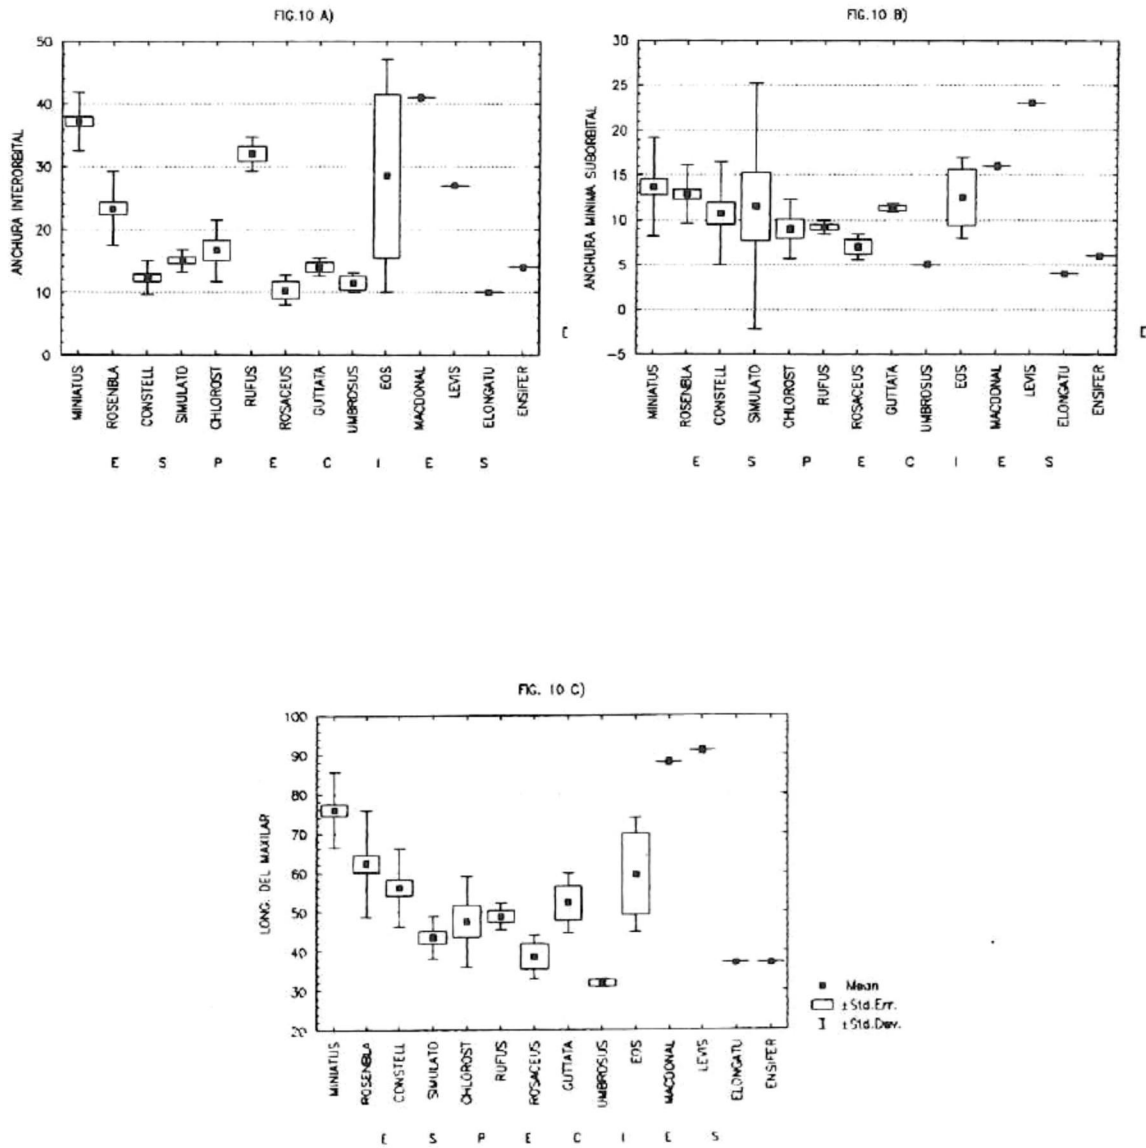 FIG.10 A)
ANCHURA INTERORBITAL
50
40
30
20
10
0
MINIATUS
ROSENBLA
CONSTELL
SIMULATO
CHLOROST
RUFUS
ROSACEUS
GUTTATA
UMBROSUS
EOS
MACDONAL
LEVIS
ELONGATU
ENSIFER
E S P E C I E S
FIG.10 B)
ANCHURA MINIMA SUBORBITAL
30
25
20
15
10
5
0
-5
MINIATUS
ROSENBLA
CONSTELL
SIMULATO
CHLOROST
RUFUS
ROSACEUS
GUTTATA
UMBROSUS
EOS
MACDONAL
LEVIS
ELONGATU
ENSIFER
E S P E C I E S
FIG. 10 C)
LONG. DEL MAXILAR
100
90
80
70
60
50
40
30
20
MINIATUS
ROSENBLA
CONSTELL
SIMULATO
CHLOROST
RUFUS
ROSACEUS
GUTTATA
UMBROSUS
EOS
MACDONAL
LEVIS
ELONGATU
ENSIFER
E S P E C I E S
Mean
±Std.Err.
±Std.Dev.